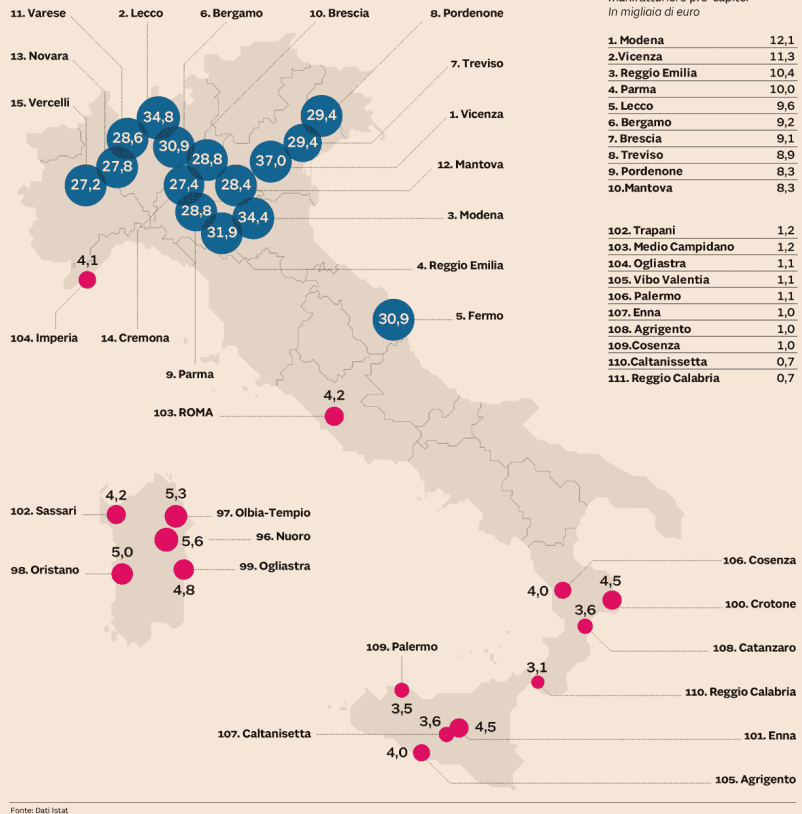 11. Varese
2. Lecco
6. Bergamo
10. Brescia
8. Pordenone
13. Novara
7. Treviso
15. Vercelli
1. Vicenza
12. Mantova
3. Modena
4. Reggio Emilia
5. Fermo
104. Imperia
14. Cremona
9. Parma
103. ROMA
34,8
29,4
28,6
30,9
29,4
28,8
37,0
27,8
27,2
27,4
28,4
28,8
34,4
31,9
4,1
30,9
4,2
102. Sassari
4,2
5,3
97. Olbia-Tempio
96. Nuoro
5,6
98. Oristano
5,0
99. Ogliastra
4,8
106. Cosenza
4,0
4,5
100. Crotone
3,6
108. Catanzaro
3,1
110. Reggio Calabria
109. Palermo
3,5
107. Caltanisetta
3,6
4,5
101. Enna
4,0
105. Agrigento
In migliaia di euro
1. Modena 12,1
2.Vicenza 11,3
3. Reggio Emilia 10,4
4. Parma 10,0
5. Lecco 9,6
6. Bergamo 9,2
7. Brescia 9,1
8. Treviso 8,9
9. Pordenone 8,3
10.Mantova 8,3
102. Trapani 1,2
103. Medio Campidano 1,2
104. Ogliastra 1,1
105. Vibo Valentia 1,1
106. Palermo 1,1
107. Enna 1,0
108. Agrigento 1,0
109.Cosenza 1,0
110.Caltanissetta 0,7
111. Reggio Calabria 0,7
Fonte: Dati Istat